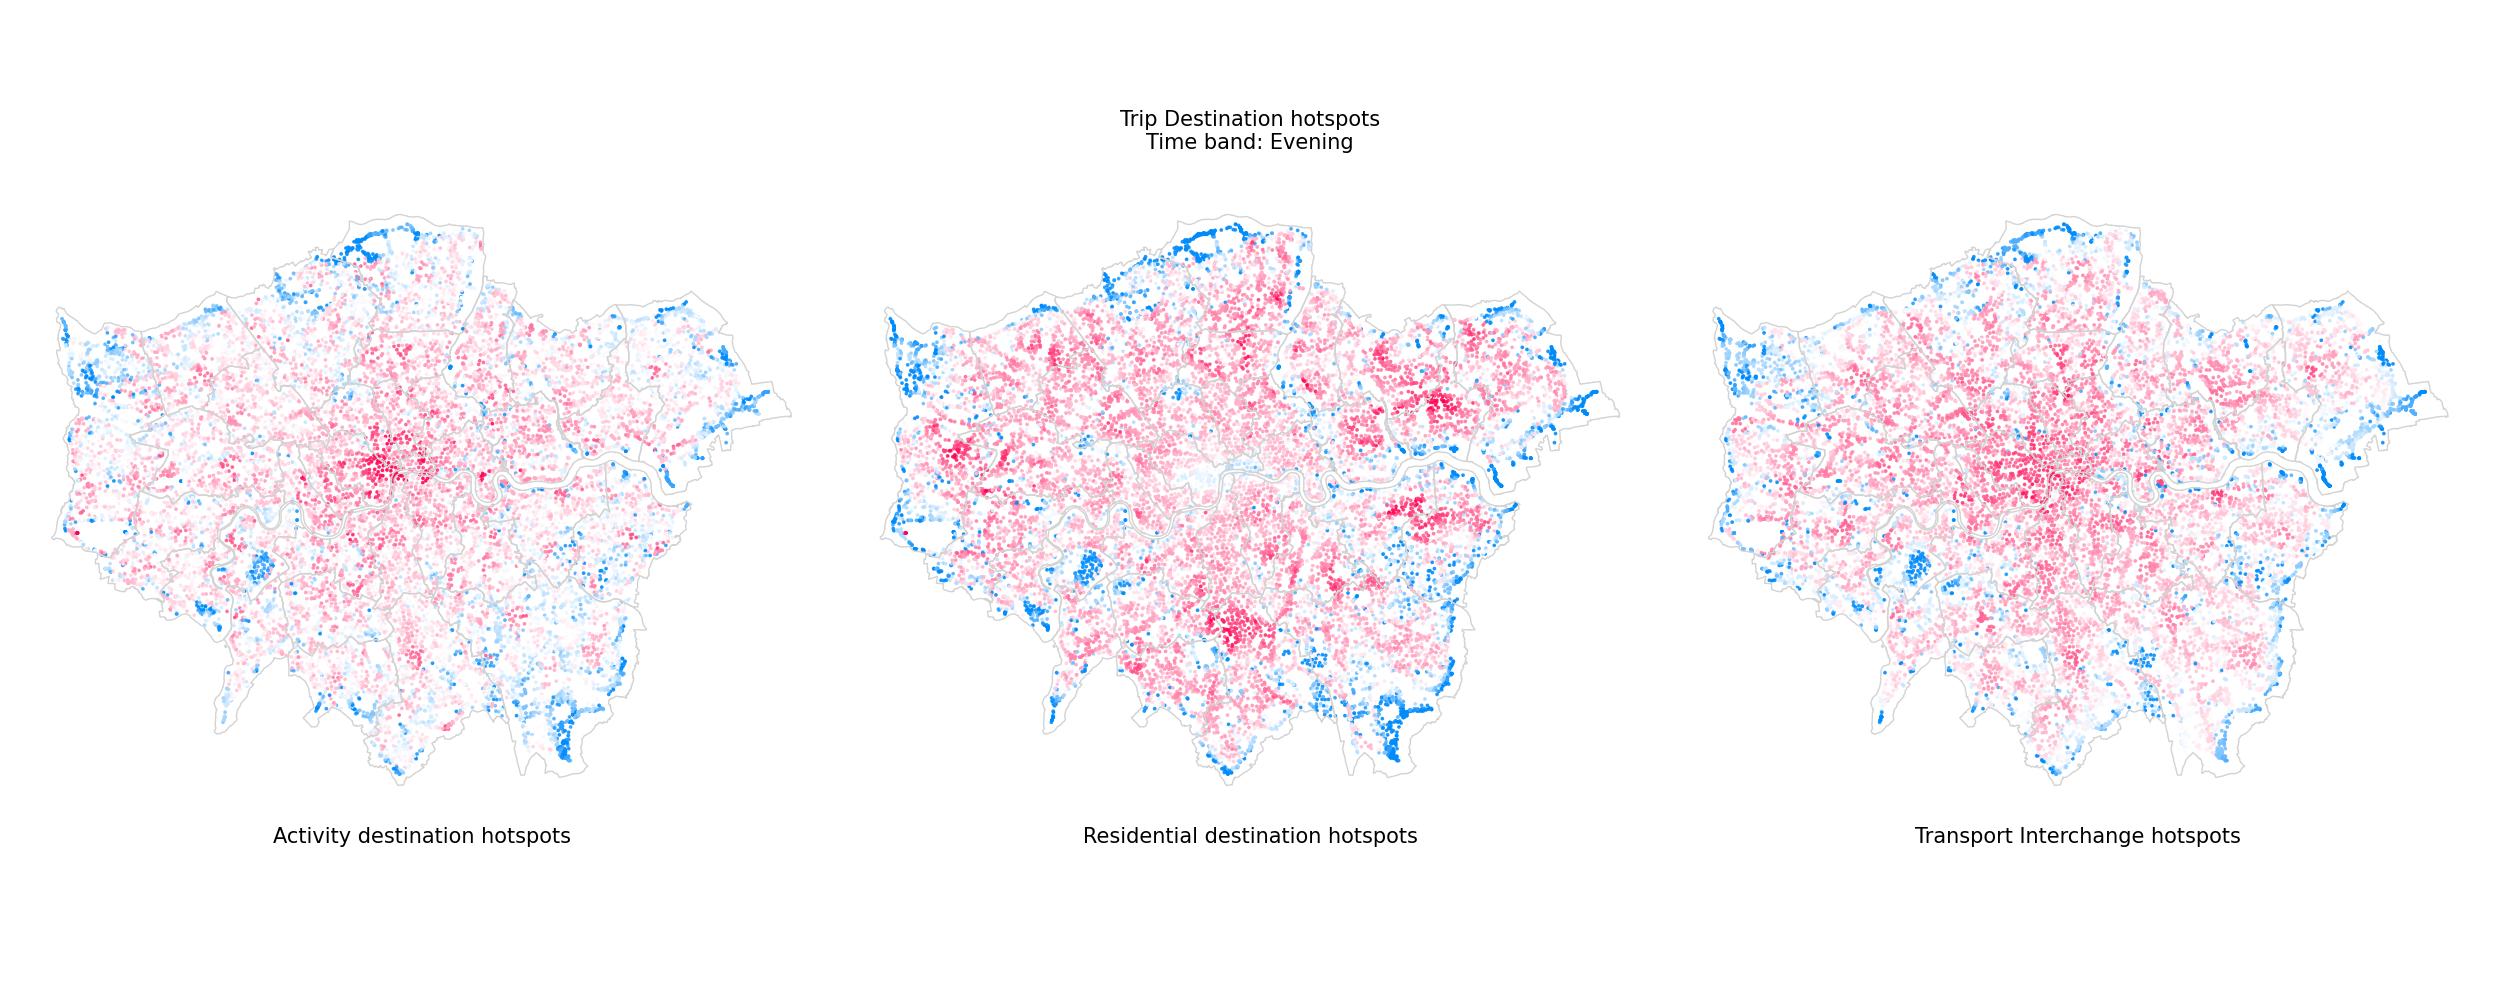 Trip Destination hotspots
Time band: Evening
Activity destination hotspots
Residential destination hotspots
Transport Interchange hotspots